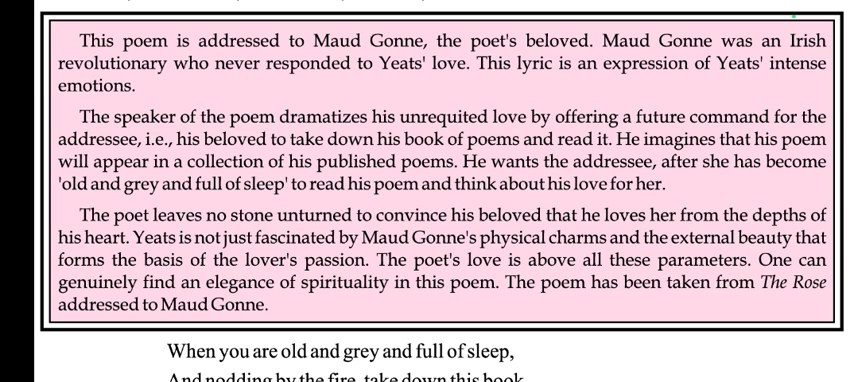 This poem is addressed to Maud Gonne, the poet's beloved. Maud Gonne was an Irish
revolutionary who never responded to Yeats' love. This lyric is an expression of Yeats' intense
emotions.
The speaker of the poem dramatizes his unrequited love by offering a future command for the
addressee, i.e., his beloved to take down his book of poems and read it. He imagines that his poem
will appear in a collection of his published poems. He wants the addressee, after she has become
'old and grey and full of sleep' to read his poem and think about his love for her.
The poet leaves no stone unturned to convince his beloved that he loves her from the depths of
his heart. Yeats is not just fascinated by Maud Gonne's physical charms and the external beauty that
forms the basis of the lover's passion. The poet's love is above all these parameters. One can
genuinely find an elegance of spirituality in this poem. The poem has been taken from The Rose
addressed to Maud Gonne.
When you are old and grey and full of sleep,
And nodding by the fire, take down this book